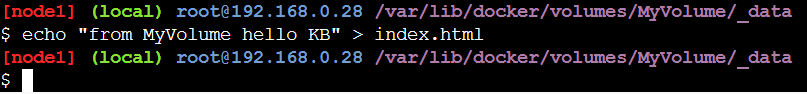 [node1] (local) root@192.168.0.28 /var/lib/docker/volumes/MyVolume/_data
$ echo "from MyVolume hello KB" > index.html
[node1] (local) root@192.168.0.28 /var/lib/docker/volumes/MyVolume/_data
$